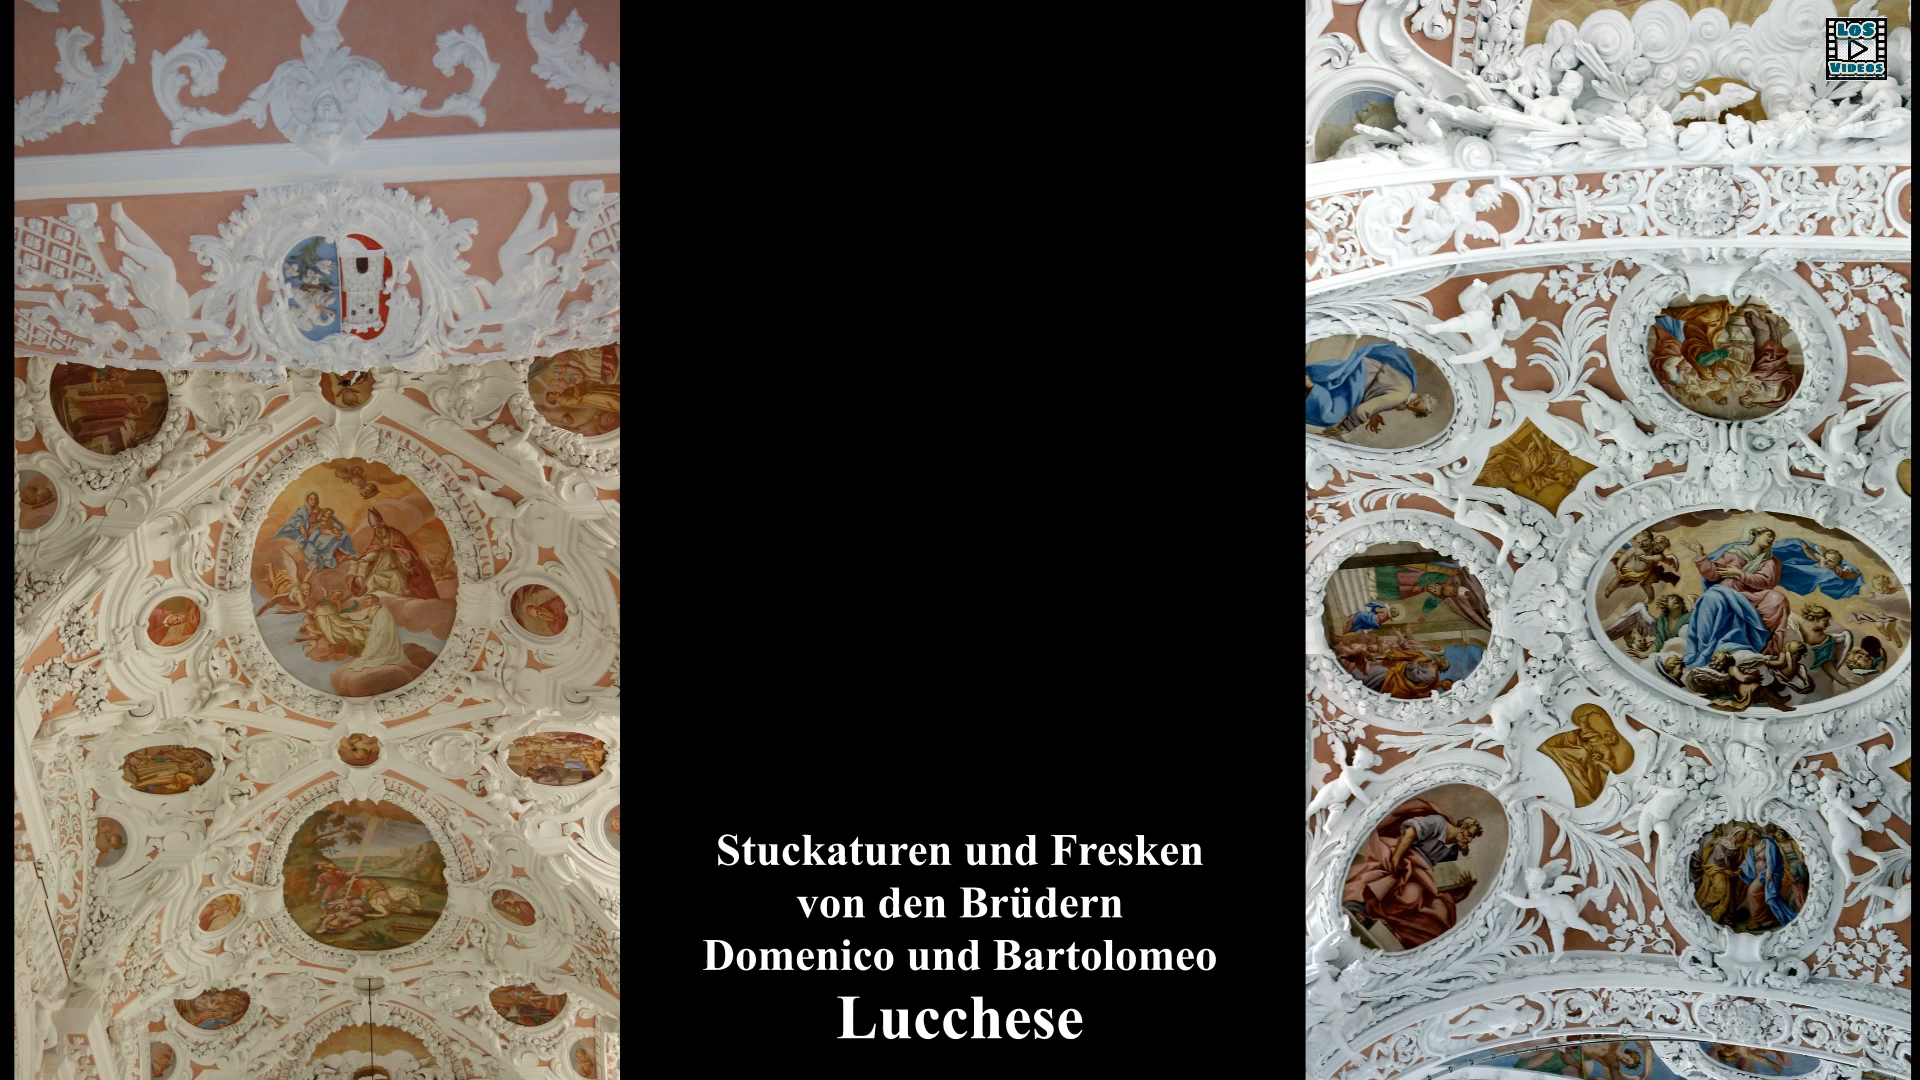 LoS
Videos
Stuckaturen und Fresken
von den Brüdern
Domenico und Bartolomeo
Lucchese